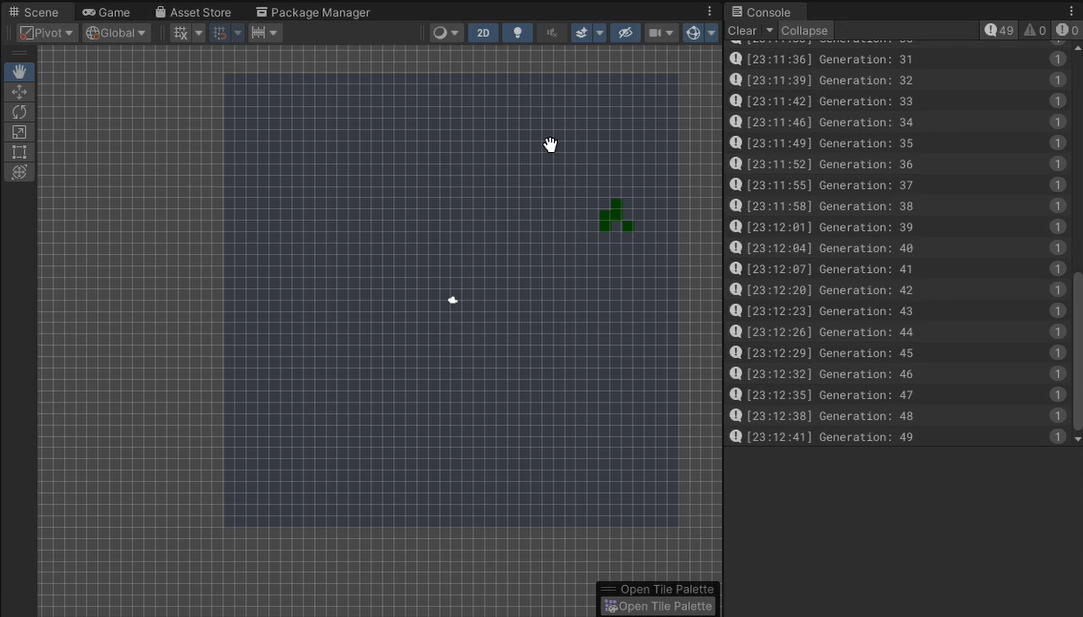 Scene Game Asset Store Package Manager
Pivot Global 2D
Console
Clear Collapse 49 0 0
[23:11:36] Generation: 31 1
[23:11:39] Generation: 32 1
[23:11:42] Generation: 33 1
[23:11:46] Generation: 34 1
[23:11:49] Generation: 35 1
[23:11:52] Generation: 36 1
[23:11:55] Generation: 37 1
[23:11:58] Generation: 38 1
[23:12:01] Generation: 39 1
[23:12:04] Generation: 40 1
[23:12:07] Generation: 41 1
[23:12:20] Generation: 42 1
[23:12:23] Generation: 43 1
[23:12:26] Generation: 44 1
[23:12:29] Generation: 45 1
[23:12:32] Generation: 46 1
[23:12:35] Generation: 47 1
[23:12:38] Generation: 48 1
[23:12:41] Generation: 49 1
Open Tile Palette
Open Tile Palette